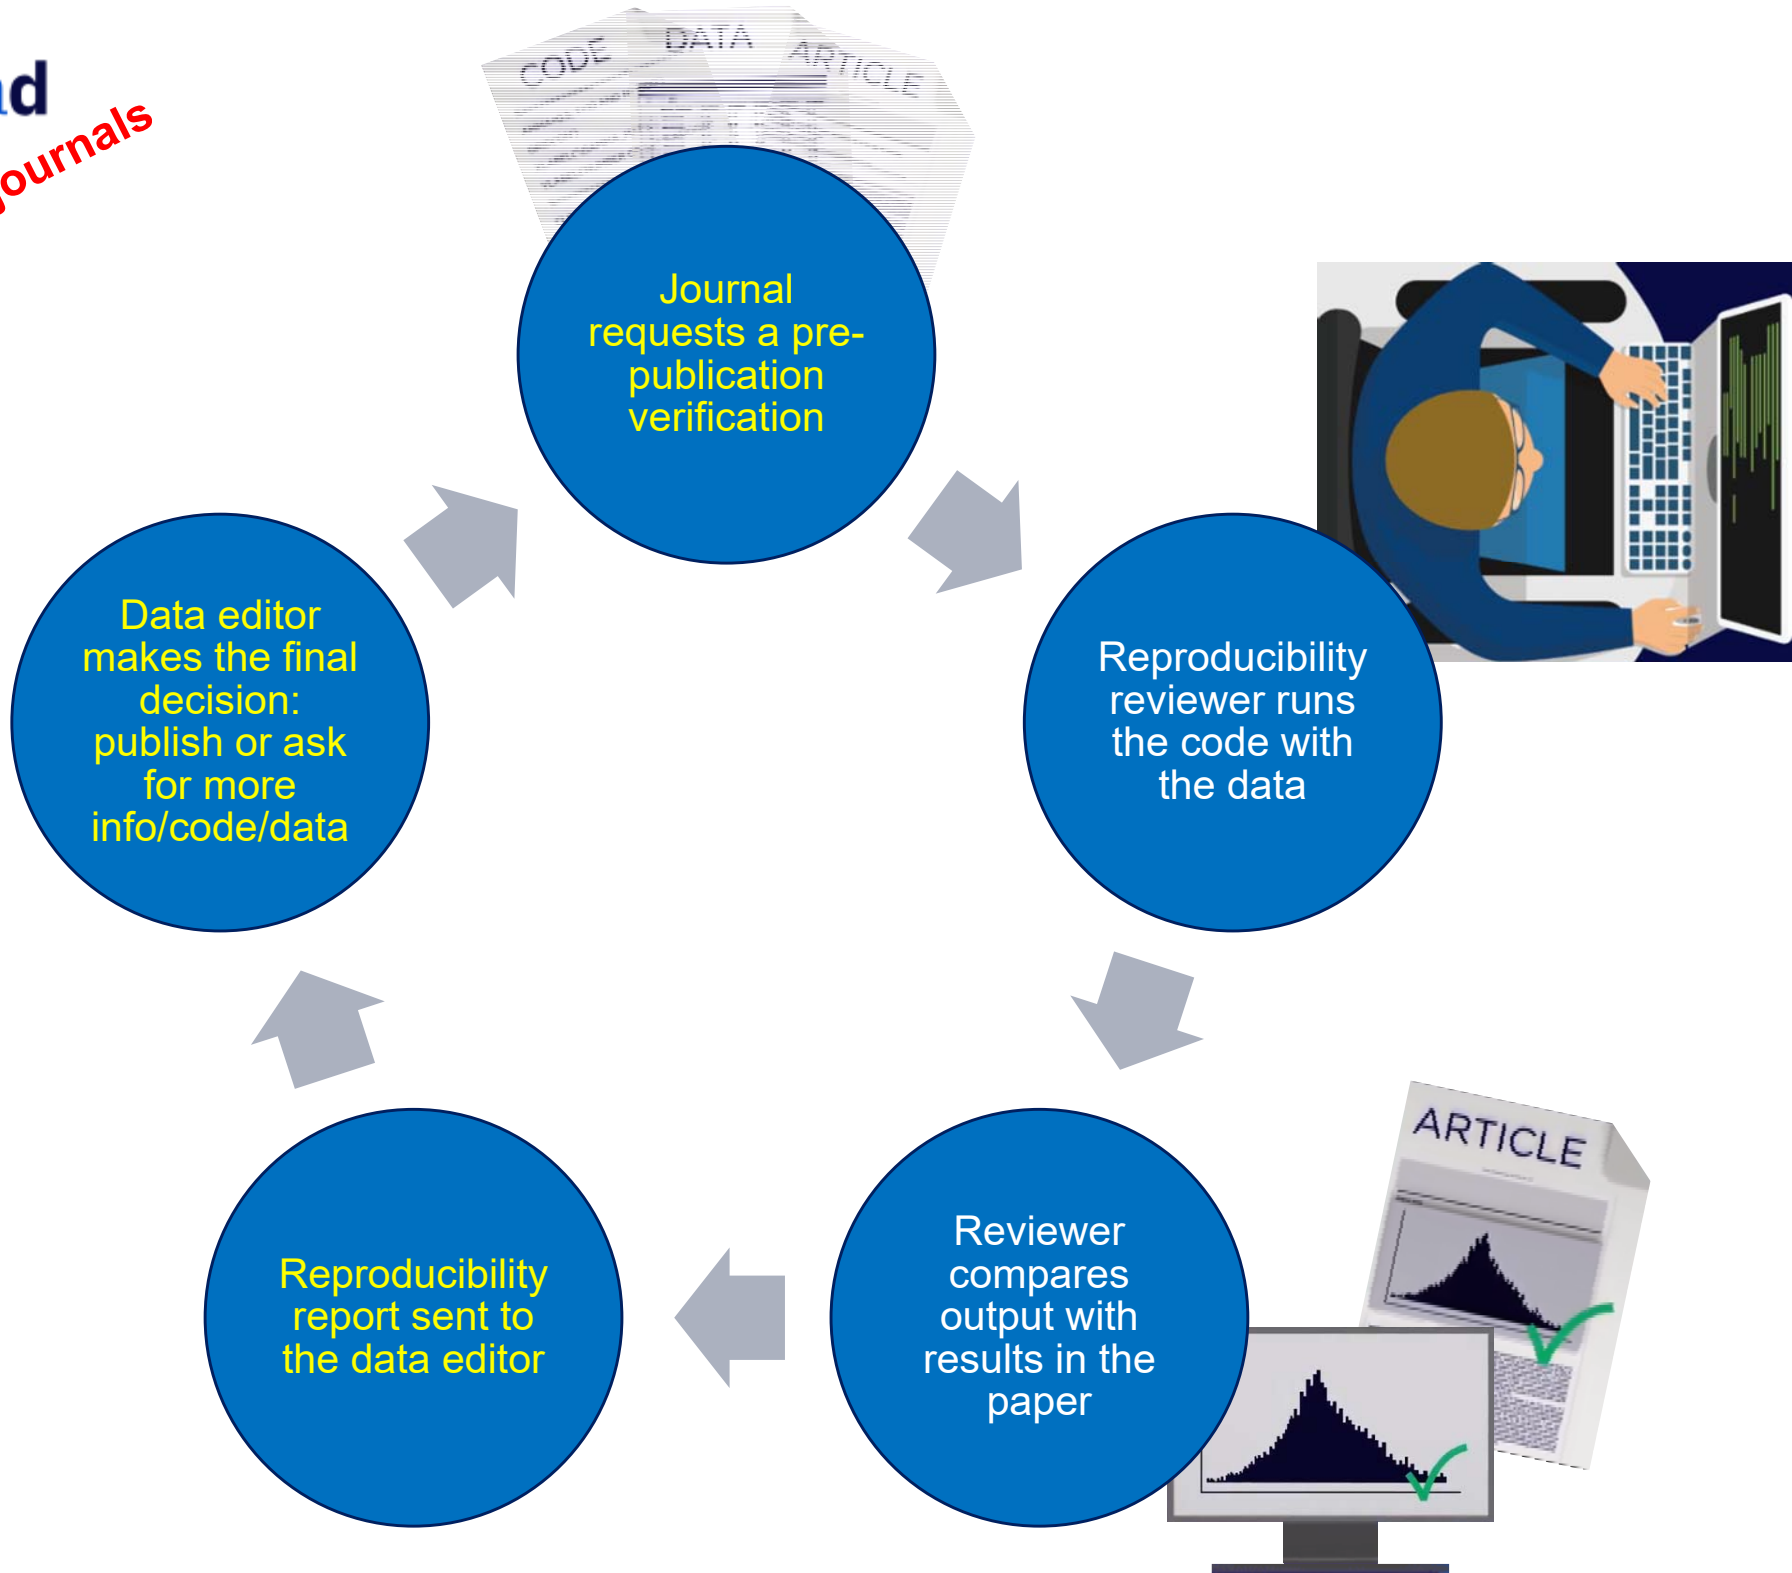 CODE
DATA
ARTICLE
Journal
requests a pre-
publication
verification
Reproducibility
reviewer runs
the code with
the data
Reviewer
compares
output with
results in the
paper
ARTICLE
Reproducibility
report sent to
the data editor
Data editor
makes the final
decision:
publish or ask
for more
info/code/data